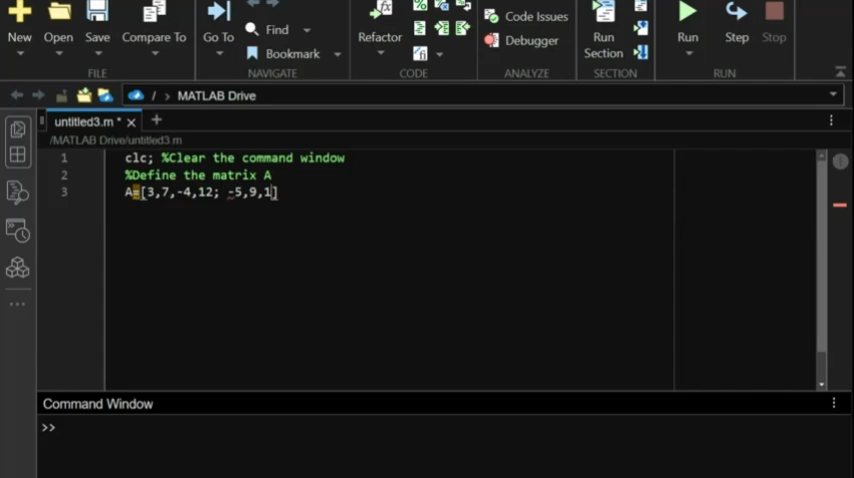 New
Open
Save
Compare To
Go To
Find
Bookmark
Refactor
Code Issues
Debugger
Run
Section
Run
Step
Stop
FILE
NAVIGATE
CODE
ANALYZE
SECTION
RUN
/ › MATLAB Drive
untitled3.m * × +
/MATLAB Drive/untitled3.m
1 clc; %Clear the command window
2 %Define the matrix A
3 A=[3,7,-4,12; -5,9,1]
Command Window
>>